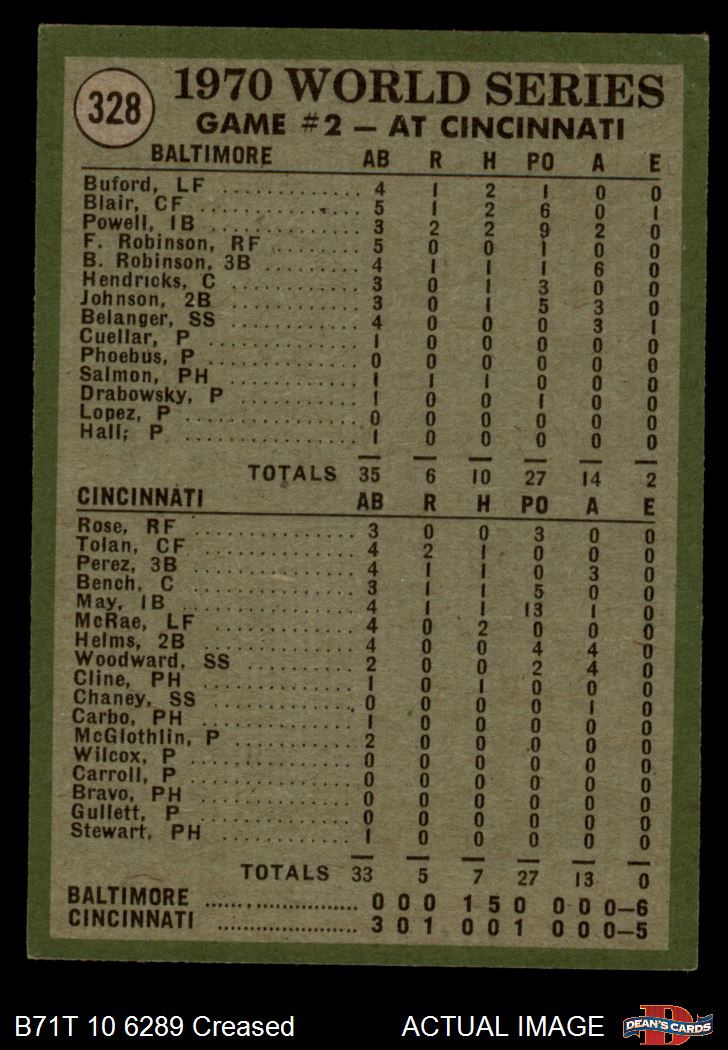 328
1970 WORLD SERIES
GAME #2 – AT CINCINNATI
BALTIMORE AB R H PO A E
Buford, LF ............ 4 1 2 1 0 0
Blair, CF ............ 5 1 2 6 0 1
Powell, 1B ............ 3 2 2 9 2 0
F. Robinson, RF ........ 5 0 0 1 0 0
B. Robinson, 3B ........ 4 1 1 1 6 0
Hendricks, C ............ 3 0 1 3 0 0
Johnson, 2B ............ 3 0 1 5 3 0
Belanger, SS ............ 4 0 0 0 3 1
Cuellar, P ............ 1 0 0 0 0 0
Phoebus, P ............ 0 0 0 0 0 0
Salmon, PH ............ 1 1 1 0 0 0
Drabowsky, P ............ 1 0 0 1 0 0
Lopez, P ............ 0 0 0 0 0 0
Hall, P ............ 1 0 0 0 0 0
TOTALS 35 6 10 27 14 2
CINCINNATI AB R H PO A E
Rose, RF ............ 3 0 0 3 0 0
Tolan, CF ............ 4 2 1 0 0 0
Perez, 3B ............ 4 1 1 0 3 0
Bench, C ............ 3 1 1 5 0 0
May, 1B ............ 4 1 1 13 1 0
McRae, LF ............ 4 0 2 0 0 0
Helms, 2B ............ 4 0 0 4 4 0
Woodward, SS ............ 2 0 0 2 4 0
Cline, PH ............ 1 0 1 0 0 0
Chaney, SS ............ 0 0 0 0 1 0
Carbo, PH ............ 1 0 0 0 0 0
McGlothlin, P ............ 2 0 0 0 0 0
Wilcox, P ............ 0 0 0 0 0 0
Carroll, P ............ 0 0 0 0 0 0
Bravo, PH ............ 0 0 0 0 0 0
Gullett, P ............ 0 0 0 0 0 0
Stewart, PH ............ 1 0 0 0 0 0
TOTALS 33 5 7 27 13 0
BALTIMORE .................... 0 0 0 1 5 0 0 0 0–6
CINCINNATI .................... 3 0 1 0 0 1 0 0 0–5
B71T 10 6289 Creased ACTUAL IMAGE
D
DEAN'S CARDS